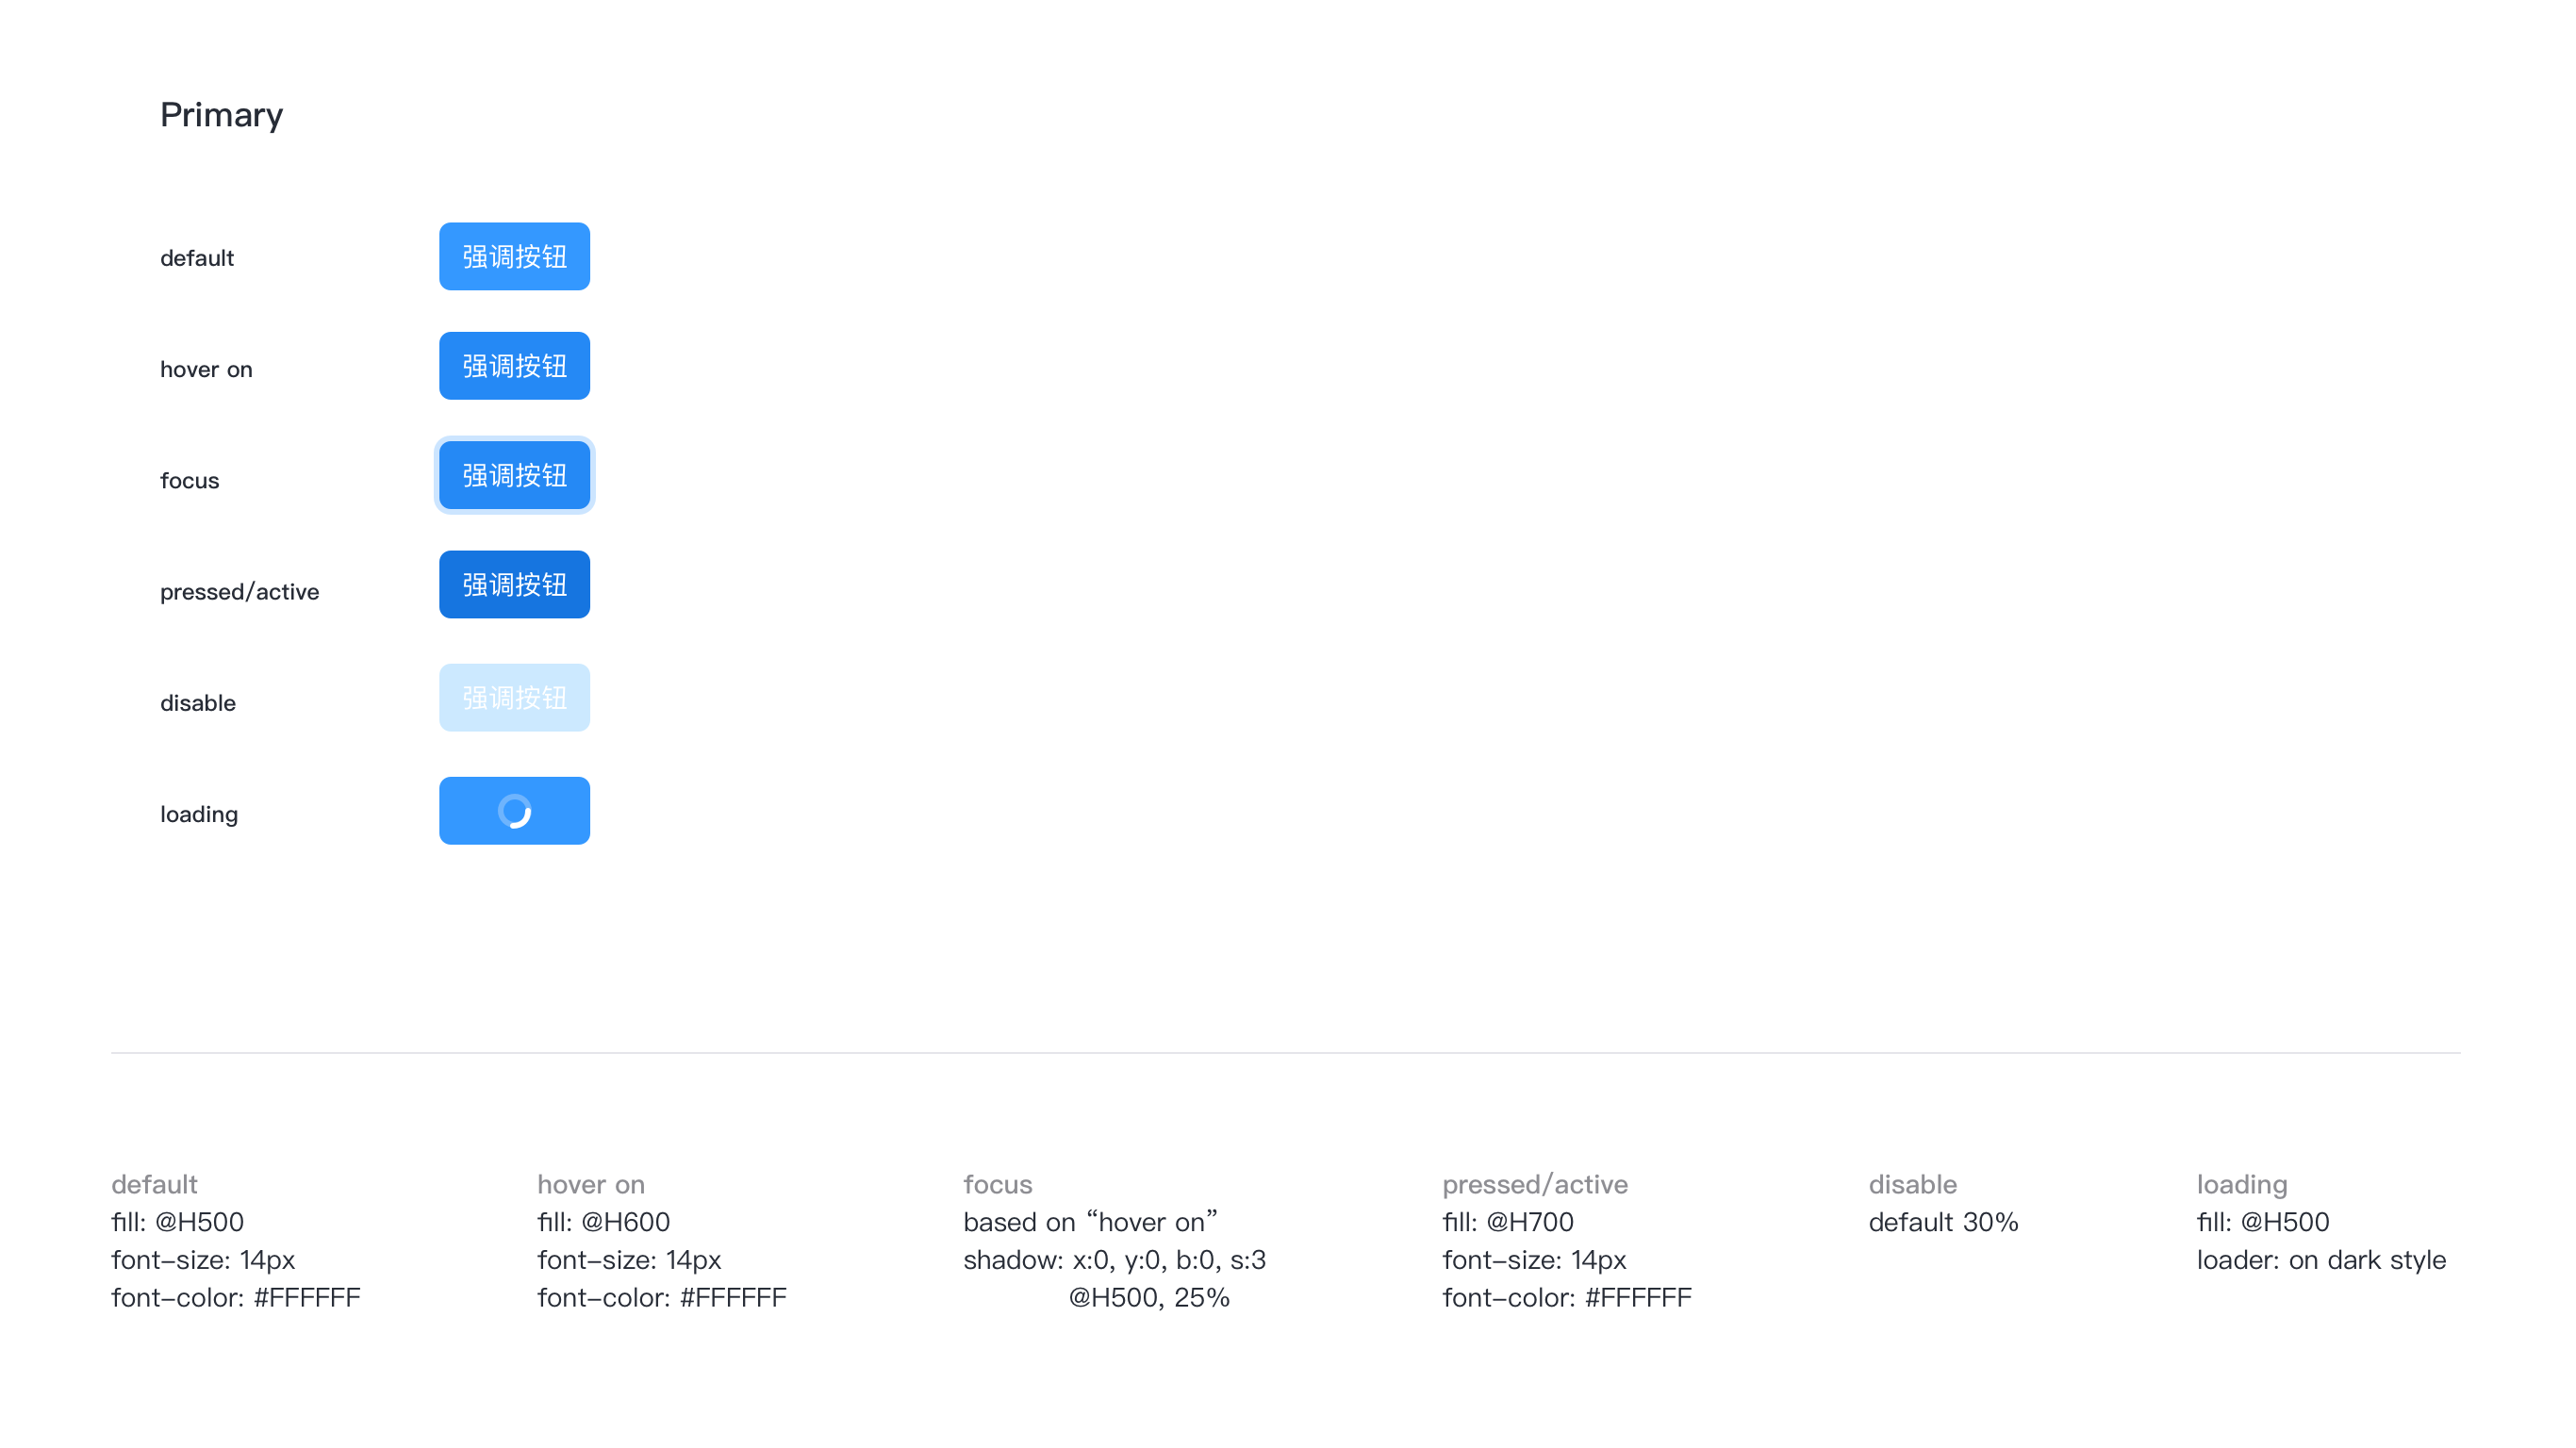 Primary
default
强调按钮
hover on
强调按钮
focus
强调按钮
pressed/active
强调按钮
disable
强调按钮
loading
default
fill: @H500
font-size: 14px
font-color: #FFFFFF
hover on
fill: @H600
font-size: 14px
font-color: #FFFFFF
focus
based on “hover on”
shadow: x:0, y:0, b:0, s:3
@H500, 25%
pressed/active
fill: @H700
font-size: 14px
font-color: #FFFFFF
disable
default 30%
loading
fill: @H500
loader: on dark style